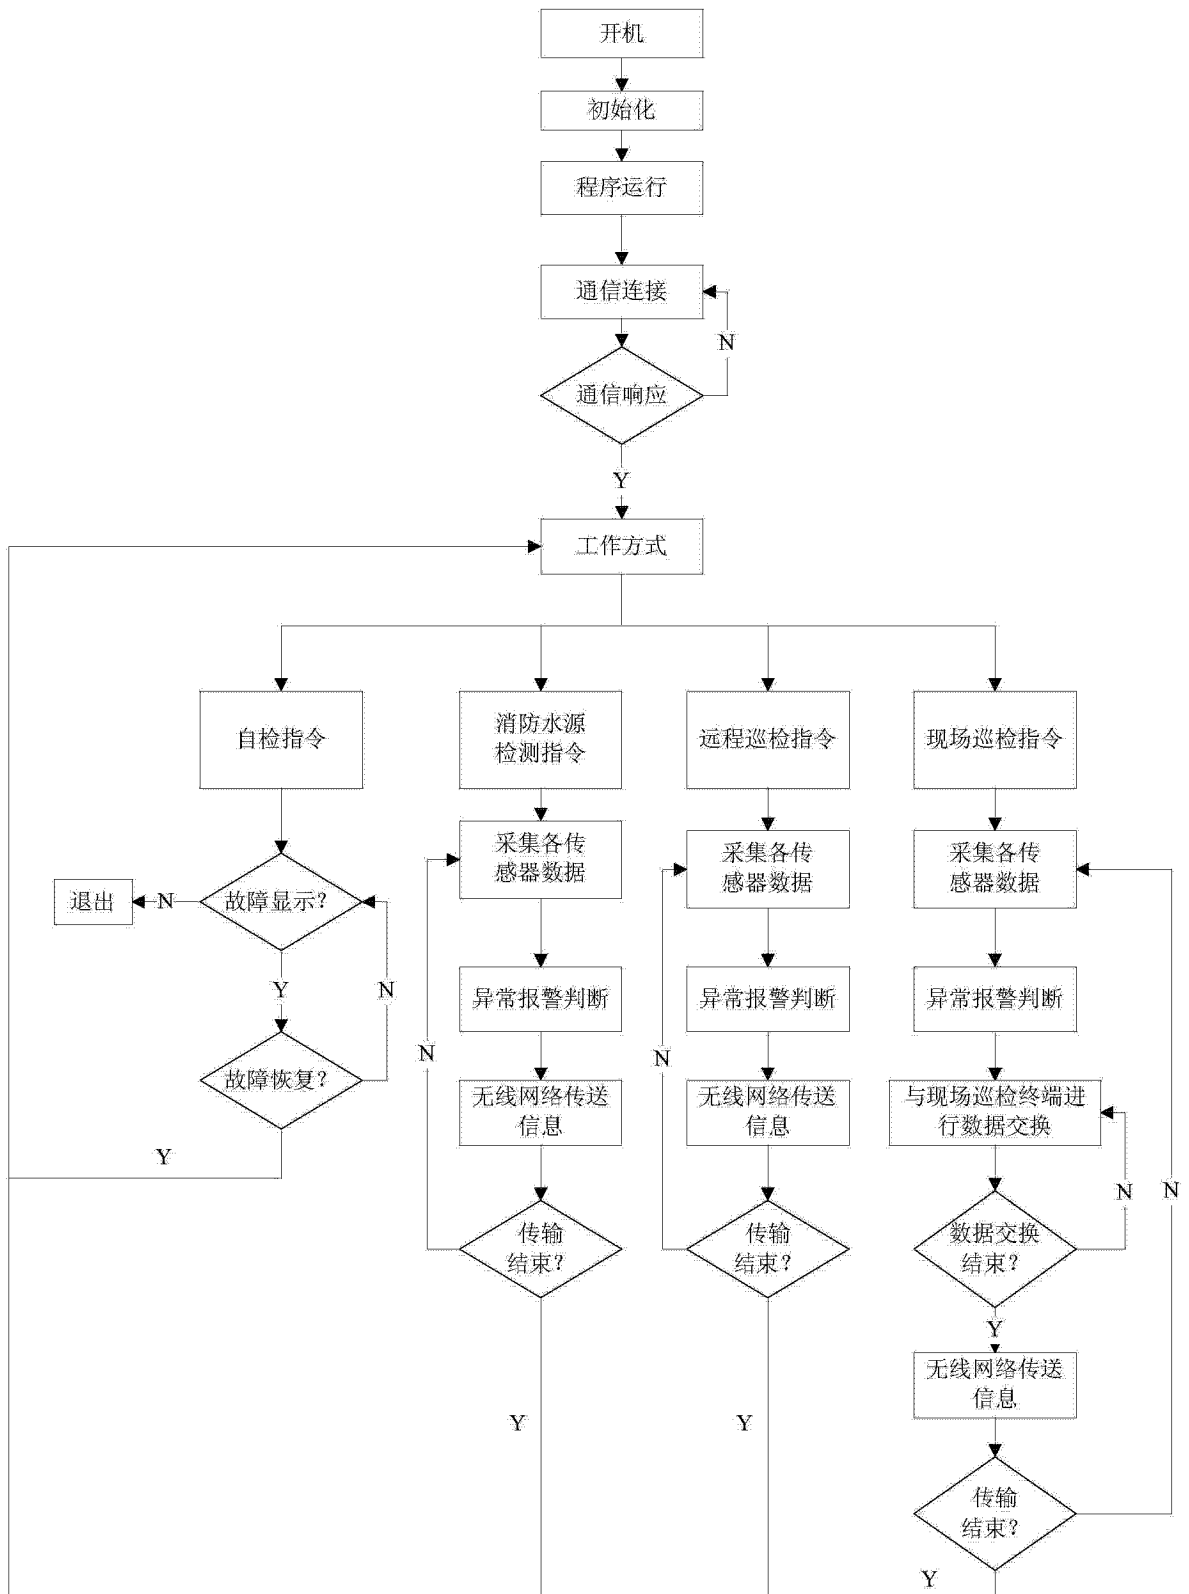 开机
初始化
程序运行
通信连接
N
通信响应
Y
工作方式
自检指令
消防水源
检测指令
远程巡检指令
现场巡检指令
采集各传
感器数据
采集各传
感器数据
采集各传
感器数据
退出
N
故障显示?
Y
N
异常报警判断
异常报警判断
异常报警判断
N
N
故障恢复?
Y
无线网络传送
信息
无线网络传送
信息
与现场巡检终端进
行数据交换
N
N
传输
结束?
传输
结束?
数据交换
结束?
Y
无线网络传送
信息
Y
Y
传输
结束?
Y